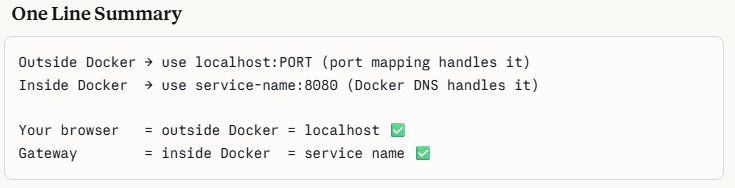 One Line Summary
Outside Docker → use localhost:PORT (port mapping handles it)
Inside Docker  → use service-name:8080 (Docker DNS handles it)
Your browser   = outside Docker = localhost ✅
Gateway        = inside Docker  = service name ✅